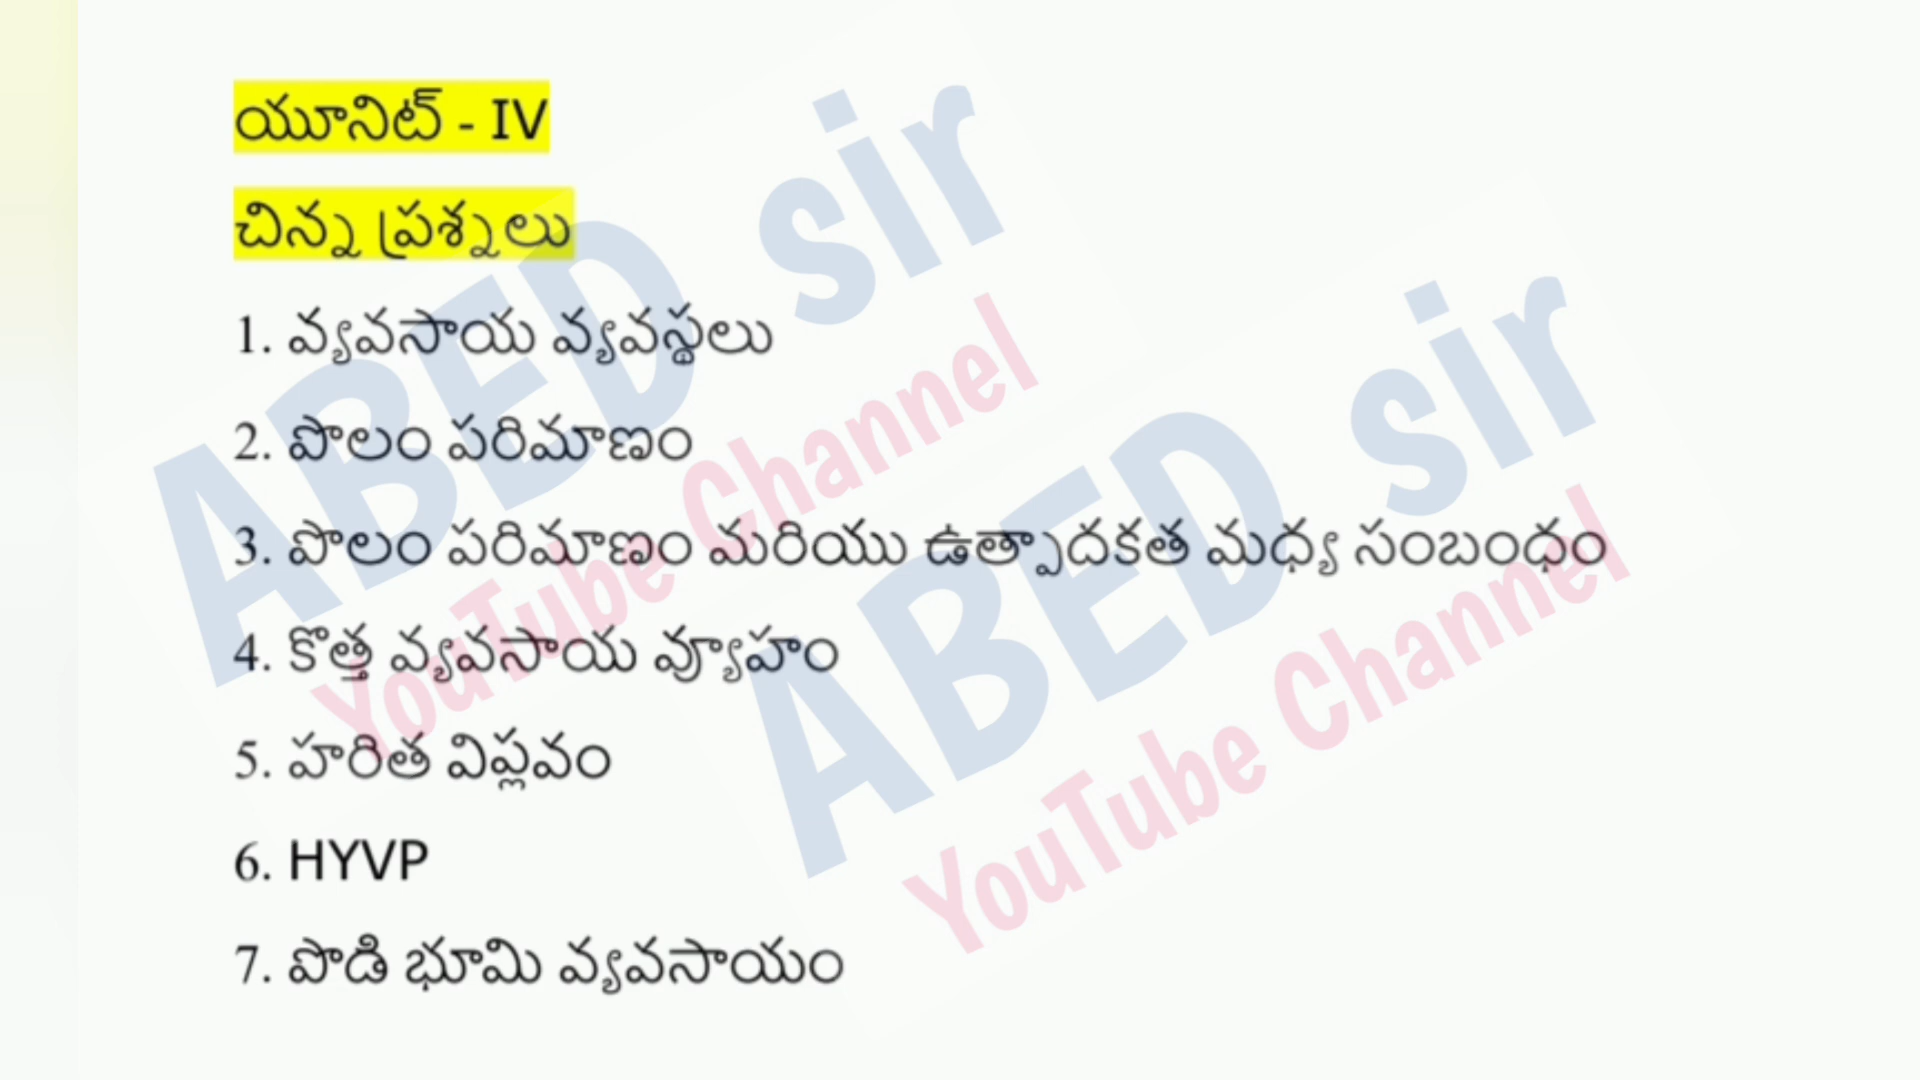 యూనిట్ - IV
చిన్న ప్రశ్నలు
1. వ్యవసాయ వ్యవస్థలు
2. పొలం పరిమాణం
3. పొలం పరిమాణం మరియు ఉత్పాదకత మధ్య సంబంధం
4. కొత్త వ్యవసాయ వ్యూహం
5. హరిత విప్లవం
6. HYVP
7. పొడి భూమి వ్యవసాయం
ABED sir
YouTube Channel
ABED sir
YouTube Channel